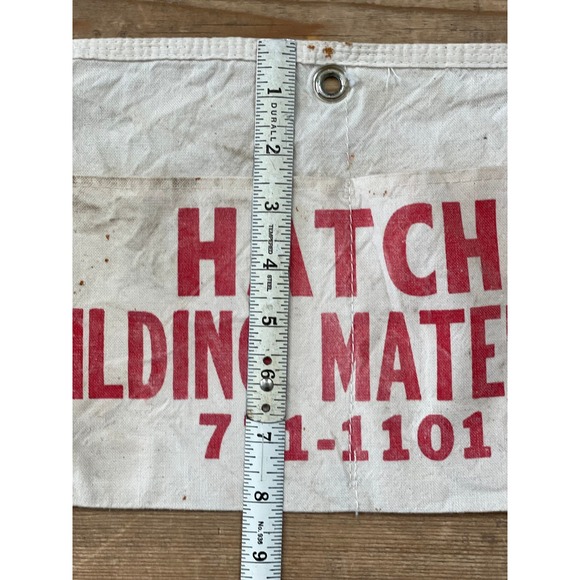 1
DURALL
2
HATCH
3
TEMPERED
4
STEEL
5
ILDING MATE
6
7 1-1101
7
8
No. 936
9